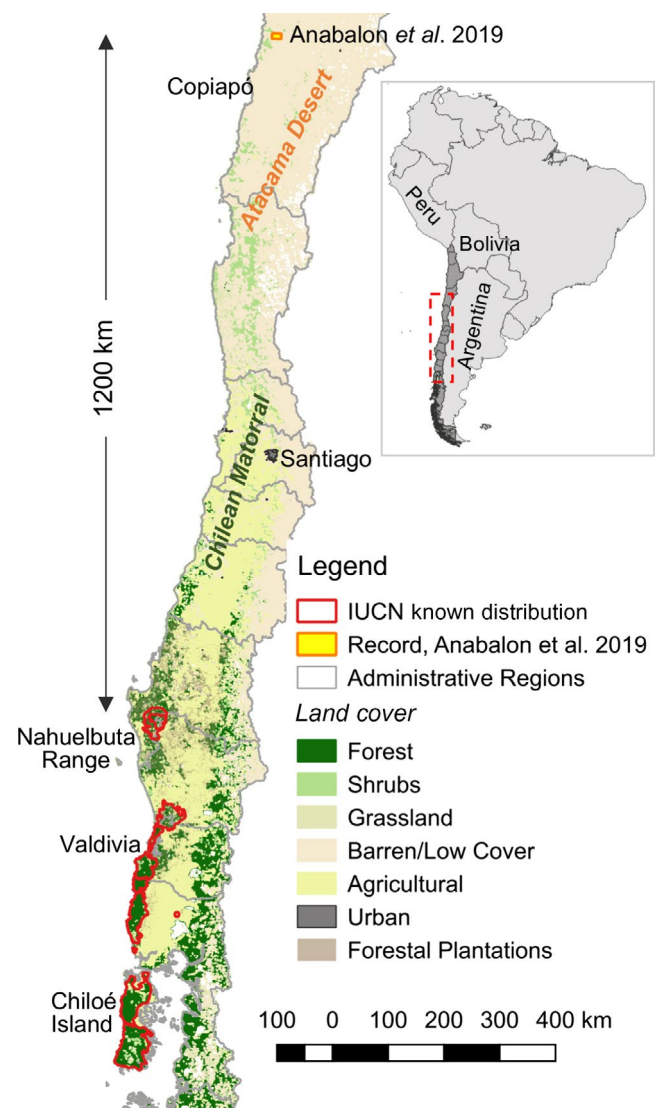 Anabalon et al. 2019
Copiapó
Atacama Desert
Peru
Bolivia
Argentina
1200 km
Chilean Matorral
Santiago
Legend
IUCN known distribution
Record, Anabalon et al. 2019
Administrative Regions
Land cover
Forest
Shrubs
Grassland
Barren/Low Cover
Agricultural
Urban
Forestal Plantations
Nahuelbuta
Range
Valdivia
Chiloé
Island
100 0 100 200 300 400 km